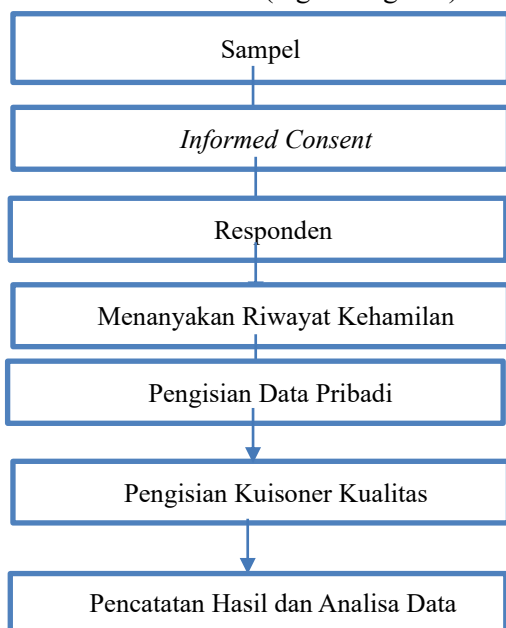 Sampel
Informed Consent
Responden
Menanyakan Riwayat Kehamilan
Pengisian Data Pribadi
Pengisian Kuisoner Kualitas
Pencatatan Hasil dan Analisa Data